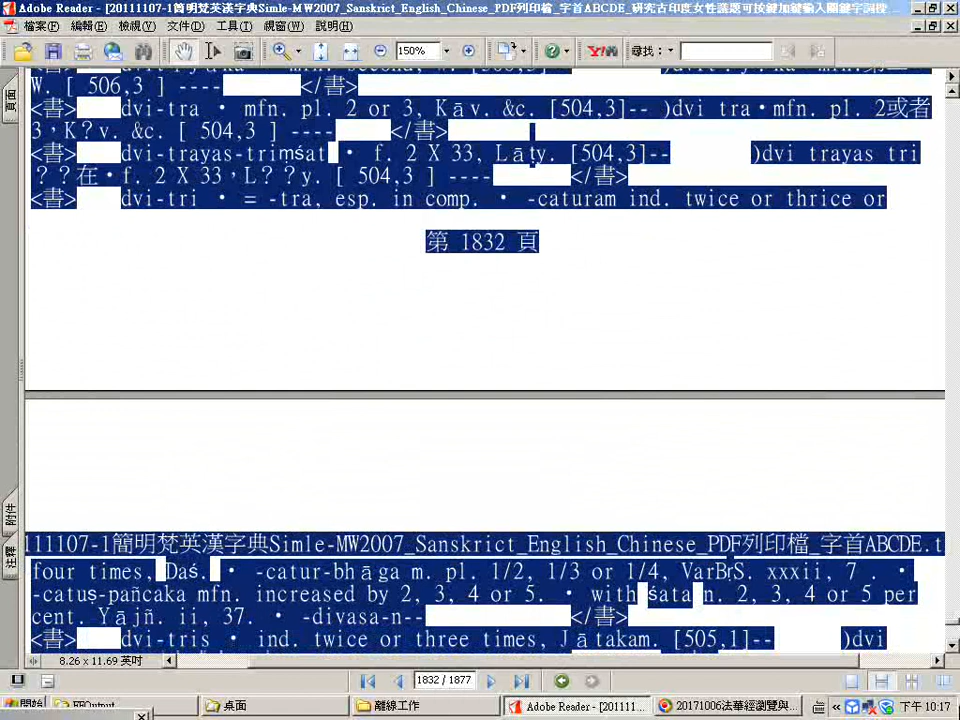 Adobe Reader - [20111107-1簡明梵英漢字典Simle-MW2007_Sanskrict_English_Chinese_PDF列印檔_字首ABCDE_研究古印度女性議題可按鍵加鍵輸入關鍵字詞搜
檔案(F) 編輯(E) 檢視(V) 文件(D) 工具(T) 視窗(W) 說明(H)
150% Y! 尋找:
頁面
W. [ 506,3 ] ---- </書>
<書> dvi-tra • mfn. pl. 2 or 3, Kāv. &c. [504,3]-- )dvi tra•mfn. pl. 2或者
3，K？v. &c. [ 504,3 ] ---- </書>
<書> dvi-trayas-triṃśat • f. 2 X 33, Lāṭy. [504,3]-- )dvi trayas tri
？？在•f. 2 X 33，L？？y. [ 504,3 ] ---- </書>
<書> dvi-tri • = -tra, esp. in comp. • -caturam ind. twice or thrice or
第 1832 頁
111107-1簡明梵英漢字典Simle-MW2007_Sanskrict_English_Chinese_PDF列印檔_字首ABCDE.t
four times, Daś. • -catur-bhāga m. pl. 1/2, 1/3 or 1/4, VarBrS. xxxii, 7 . •
-catuṣ-pañcaka mfn. increased by 2, 3, 4 or 5. • with śata n. 2, 3, 4 or 5 per
cent. Yājñ. ii, 37. • -divasa-n-- </書>
<書> dvi-tris • ind. twice or three times, Jātakam. [505,1]-- )dvi
附件
注釋
8.26 x 11.69 英吋
1832 / 1877
開始 FFOutput 桌面 離線工作 Adobe Reader - [201111... 20171006法華經瀏覽與... 下午 10:17